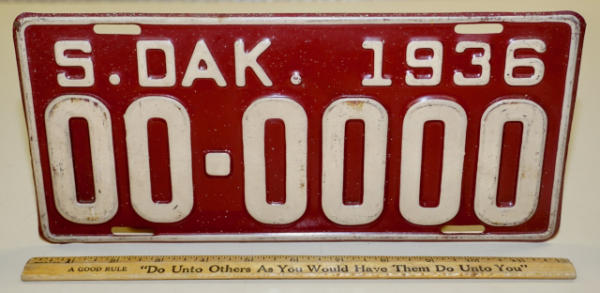 S.DAK. 1936
00-0000
A GOOD RULE "Do Unto Others As You Would Have Them Do Unto You"